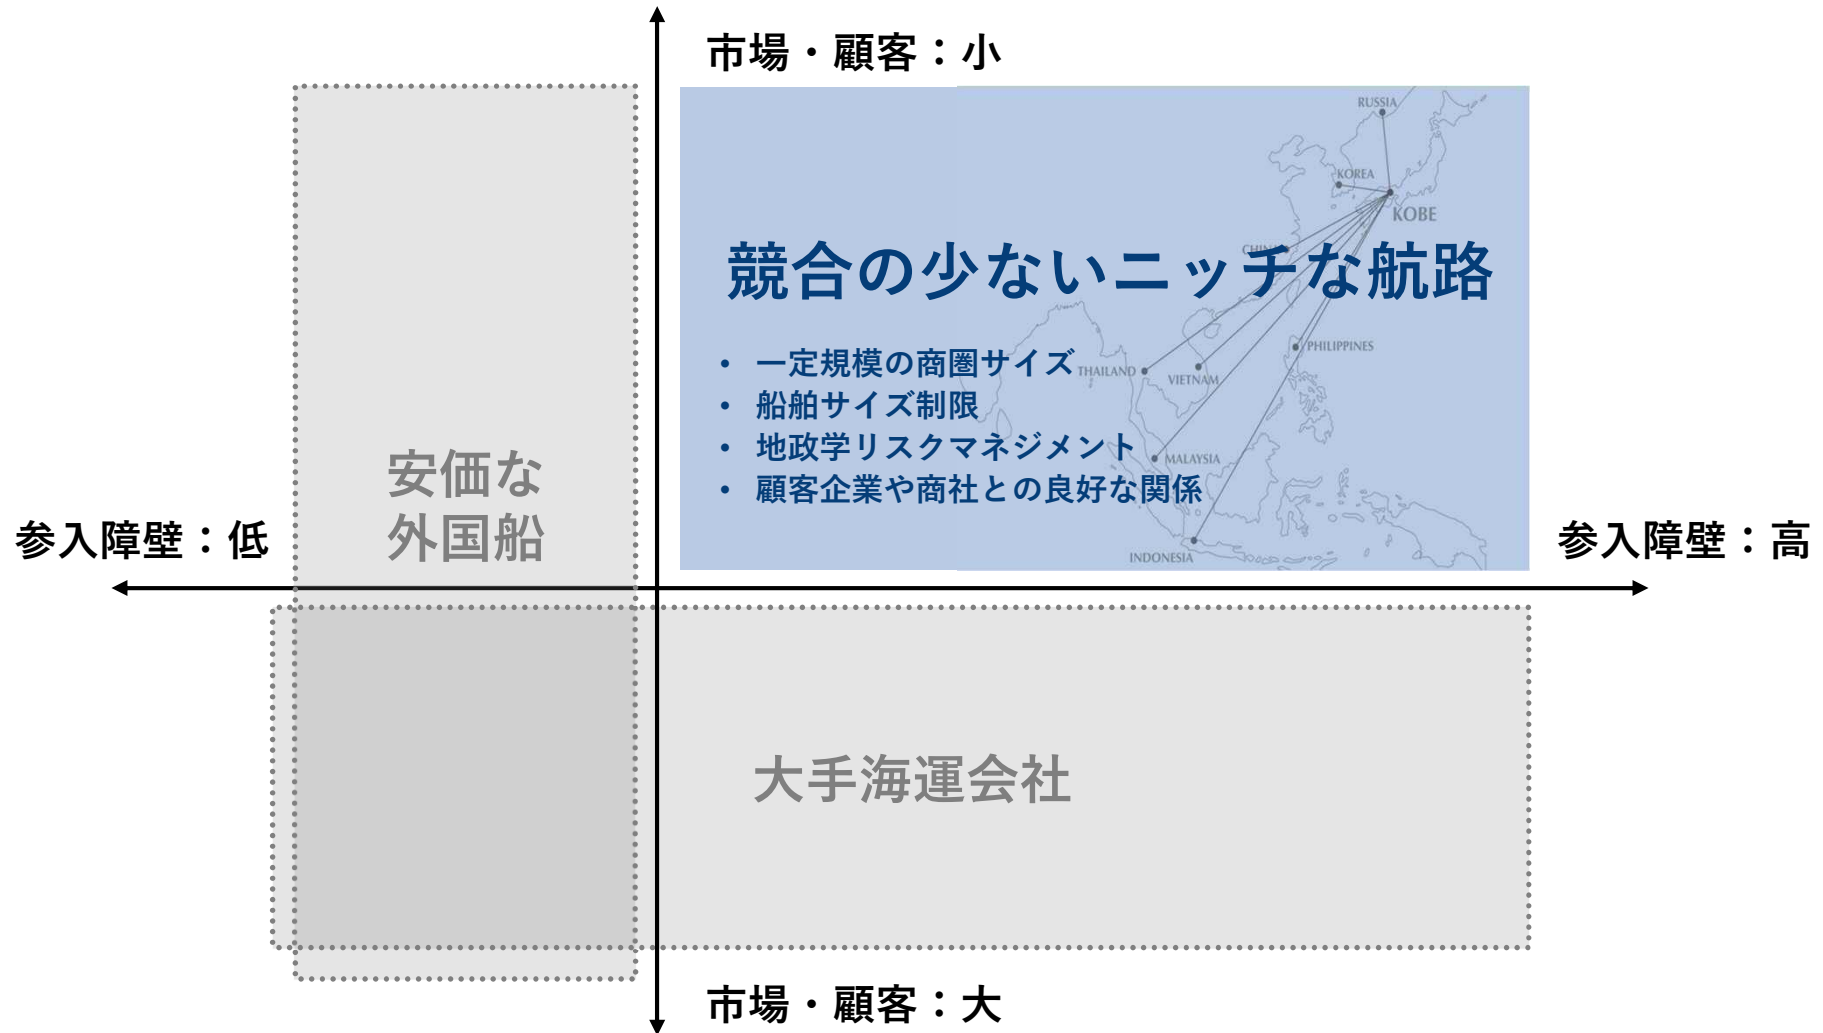 市場・顧客：小
RUSSIA
KOREA
KOBE
CHINA
競合の少ないニッチな航路
PHILIPPINES
• 一定規模の商圏サイズ
THAILAND
VIETNAM
• 船舶サイズ制限
• 地政学リスクマネジメント
MALAYSIA
• 顧客企業や商社との良好な関係
INDONESIA
安価な
外国船
参入障壁：低
参入障壁：高
大手海運会社
市場・顧客：大